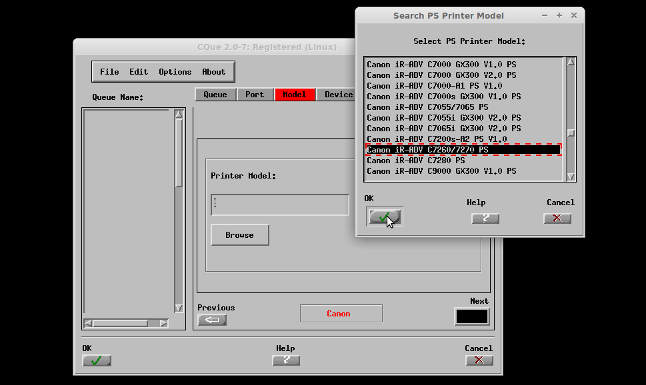 Search PS Printer Model
Select PS Printer Model:
Canon iR-ADV C7000 GX300 V1.0 PS
Canon iR-ADV C7000 GX300 V2.0 PS
Canon iR-ADV C7000-A1 PS V1.0
Canon iR-ADV C7000s GX300 V1.0 PS
Canon iR-ADV C7055/7065 PS
Canon iR-ADV C7055i GX300 V2.0 PS
Canon iR-ADV C7065i GX300 V2.0 PS
Canon iR-ADV C7200s-A2 PS V1.0
Canon iR-ADV C7260/7270 PS
Canon iR-ADV C7280 PS
Canon iR-ADV C9000 GX300 V1.0 PS
OK
Help
Cancel
CQue 2.0-7: Registered (Linux)
File Edit Options About
Queue Name:
Queue Port Model Device
Printer Model:
Browse
Previous
Canon
Next
OK
Help
Cancel